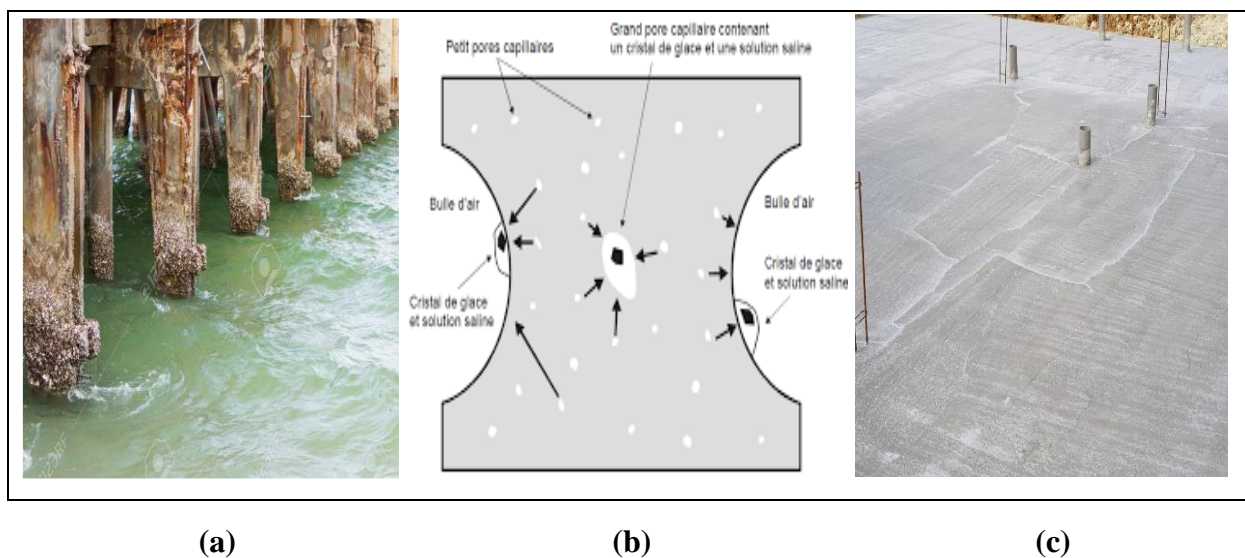 Petit pores capillaires
Grand pore capillaire contenant
un cristal de glace et une solution saline
Bulle d'air
Bulle d'air
Cristal de glace
et solution saline
Cristal de glace
et solution saline
123RF
(a)
(b)
(c)